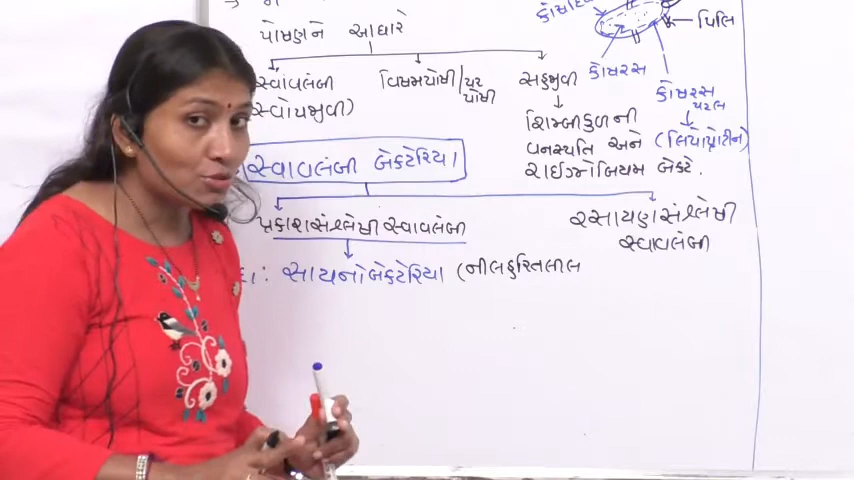 પોષણને આધારે
પિલિ
સ્વાવલંબી
વિષમપોષી/પર
પોષી
સહજીવી
કોષરસ
(સ્વોપજીવી)
કોષરસ
પટલ
શિમ્બીકુળની
વનસ્પતિ અને
(લિપોપ્રોટીન)
રાઈઝોબિયમ બેક્ટે.
સ્વાવલંબી બેક્ટેરિયા
પ્રકાશસંશ્લેષી સ્વાવલંબી
રસાયણસંશ્લેષી
સ્વાવલંબી
સાયનોબેક્ટેરિયા (નીલહરિતલીલ